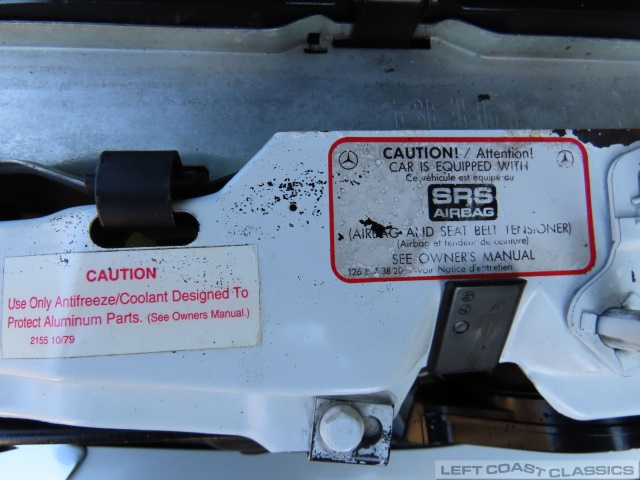 CAUTION! / Attention!
CAR IS EQUIPPED WITH
Ce véhicule est équipé au
SRS
AIRBAG
(AIRBAG AND SEAT BELT TENSIONER)
(Airbag et tendeur de ceinture)
SEE OWNER'S MANUAL
Voir Notice d'entretien
CAUTION
Use Only Antifreeze/Coolant Designed To
Protect Aluminum Parts. (See Owners Manual.)
2155 10/79
LEFT COAST CLASSICS